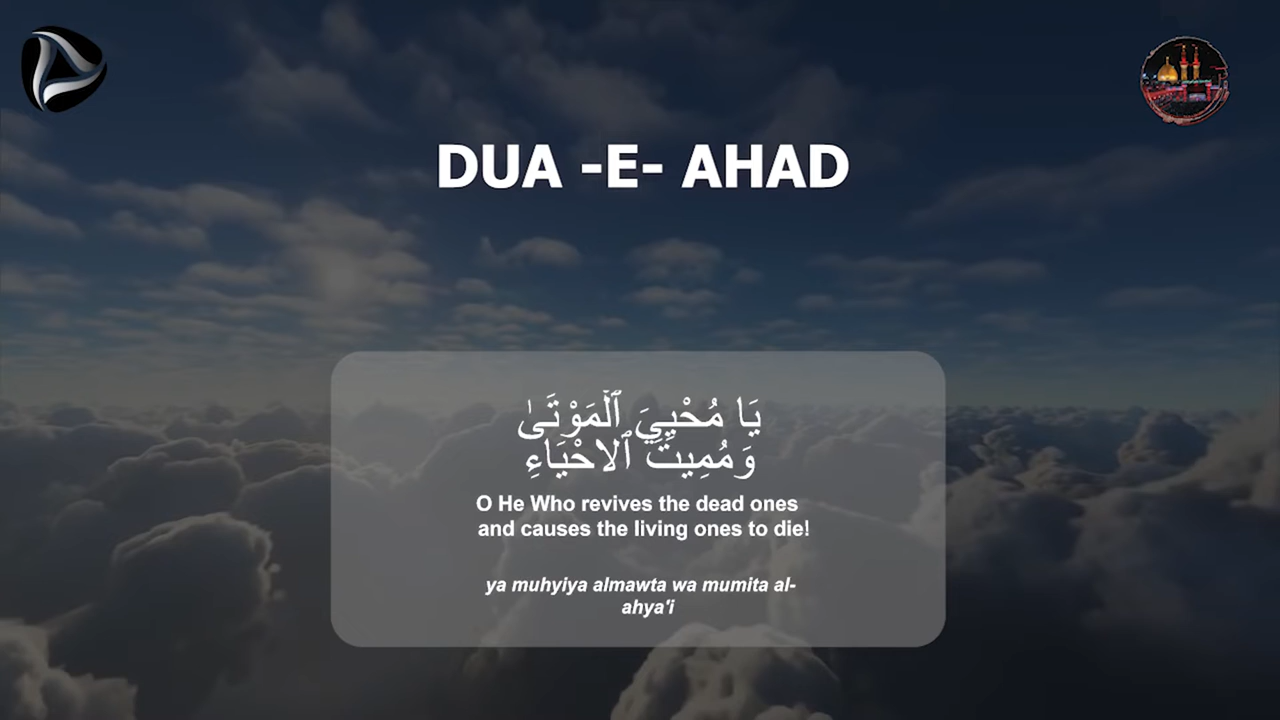 DUA -E- AHAD
يَا مُحْيِيَ ٱلْمَوْتَىٰ
وَمُمِيتَ ٱلاحْيَاءِ
O He Who revives the dead ones
and causes the living ones to die!
ya muhyiya almawta wa mumita al-
ahya'i